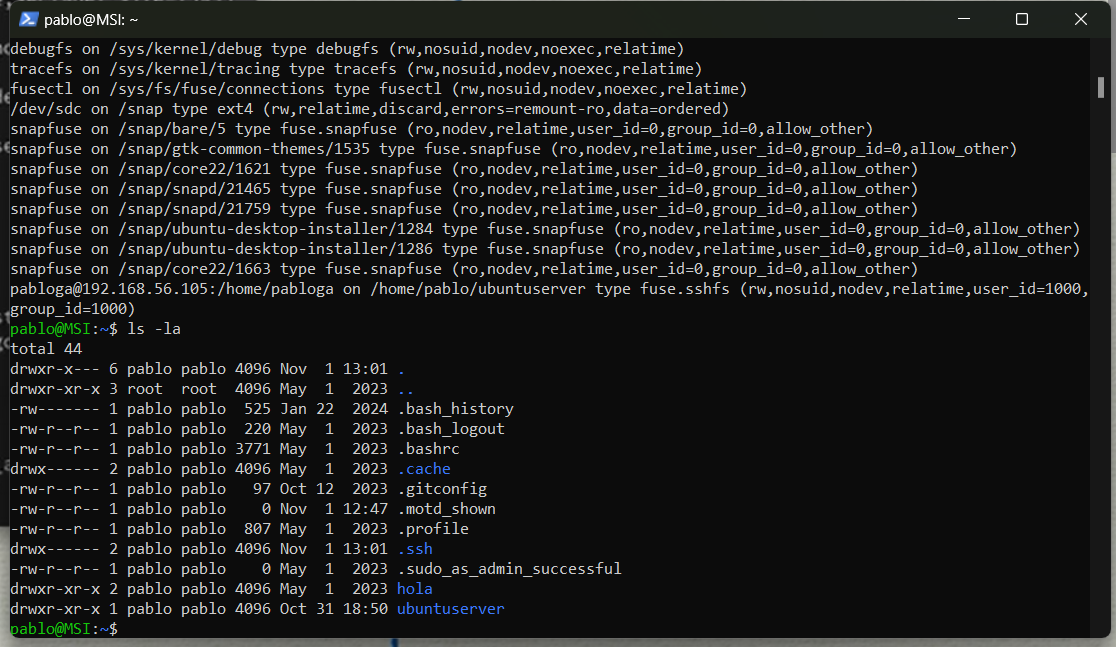 pablo@MSI: ~
debugfs on /sys/kernel/debug type debugfs (rw,nosuid,nodev,noexec,relatime)
tracefs on /sys/kernel/tracing type tracefs (rw,nosuid,nodev,noexec,relatime)
fusectl on /sys/fs/fuse/connections type fusectl (rw,nosuid,nodev,noexec,relatime)
/dev/sdc on /snap type ext4 (rw,relatime,discard,errors=remount-ro,data=ordered)
snapfuse on /snap/bare/5 type fuse.snapfuse (ro,nodev,relatime,user_id=0,group_id=0,allow_other)
snapfuse on /snap/gtk-common-themes/1535 type fuse.snapfuse (ro,nodev,relatime,user_id=0,group_id=0,allow_other)
snapfuse on /snap/core22/1621 type fuse.snapfuse (ro,nodev,relatime,user_id=0,group_id=0,allow_other)
snapfuse on /snap/snapd/21465 type fuse.snapfuse (ro,nodev,relatime,user_id=0,group_id=0,allow_other)
snapfuse on /snap/snapd/21759 type fuse.snapfuse (ro,nodev,relatime,user_id=0,group_id=0,allow_other)
snapfuse on /snap/ubuntu-desktop-installer/1284 type fuse.snapfuse (ro,nodev,relatime,user_id=0,group_id=0,allow_other)
snapfuse on /snap/ubuntu-desktop-installer/1286 type fuse.snapfuse (ro,nodev,relatime,user_id=0,group_id=0,allow_other)
snapfuse on /snap/core22/1663 type fuse.snapfuse (ro,nodev,relatime,user_id=0,group_id=0,allow_other)
pabloga@192.168.56.105:/home/pabloga on /home/pablo/ubuntuserver type fuse.sshfs (rw,nosuid,nodev,relatime,user_id=1000,
group_id=1000)
pablo@MSI:~$ ls -la
total 44
drwxr-x--- 6 pablo pablo 4096 Nov  1 13:01 .
drwxr-xr-x 3 root  root  4096 May  1  2023 ..
-rw------- 1 pablo pablo  525 Jan 22  2024 .bash_history
-rw-r--r-- 1 pablo pablo  220 May  1  2023 .bash_logout
-rw-r--r-- 1 pablo pablo 3771 May  1  2023 .bashrc
drwx------ 2 pablo pablo 4096 May  1  2023 .cache
-rw-r--r-- 1 pablo pablo   97 Oct 12  2023 .gitconfig
-rw-r--r-- 1 pablo pablo    0 Nov  1 12:47 .motd_shown
-rw-r--r-- 1 pablo pablo  807 May  1  2023 .profile
drwx------ 2 pablo pablo 4096 Nov  1 13:01 .ssh
-rw-r--r-- 1 pablo pablo    0 May  1  2023 .sudo_as_admin_successful
drwxr-xr-x 2 pablo pablo 4096 May  1  2023 hola
drwxr-xr-x 1 pablo pablo 4096 Oct 31 18:50 ubuntuserver
pablo@MSI:~$